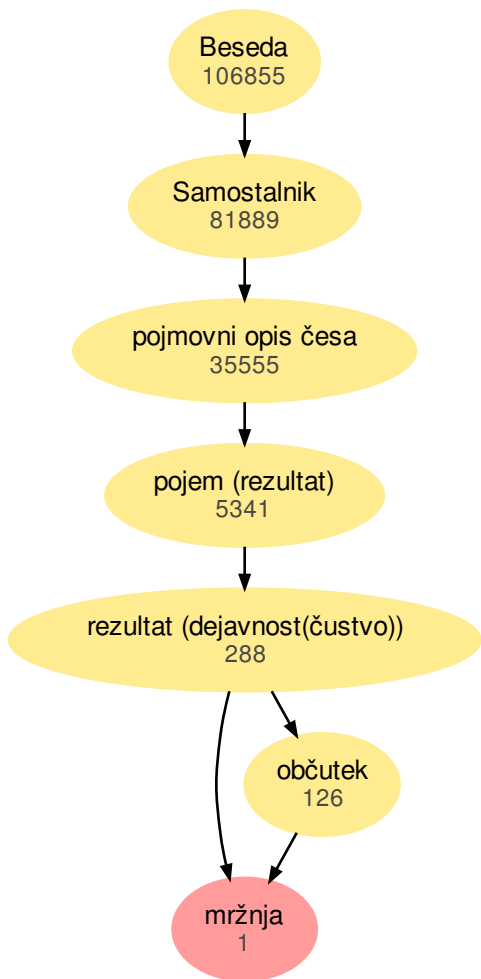 Beseda
106855
Samostalnik
81889
pojmovni opis česa
35555
pojem (rezultat)
5341
rezultat (dejavnost(čustvo))
288
občutek
126
mržnja
1